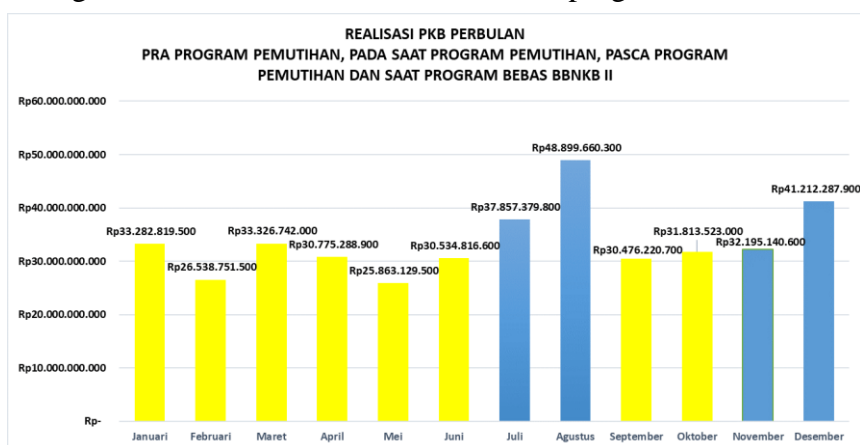 REALISASI PKB PERBULAN
PRA PROGRAM PEMUTIHAN, PADA SAAT PROGRAM PEMUTIHAN, PASCA PROGRAM
PEMUTIHAN DAN SAAT PROGRAM BEBAS BBNKB II
Rp60.000.000.000
Rp50.000.000.000
Rp40.000.000.000
Rp30.000.000.000
Rp20.000.000.000
Rp10.000.000.000
Rp-
Rp33.282.819.500
Rp26.538.751.500
Rp33.326.742.000
Rp30.775.288.900
Rp25.863.129.500
Rp30.534.816.600
Rp37.857.379.800
Rp48.899.660.300
Rp30.476.220.700
Rp31.813.523.000
Rp32.195.140.600
Rp41.212.287.900
Januari Februari Maret April Mei Juni Juli Agustus September Oktober November Desember